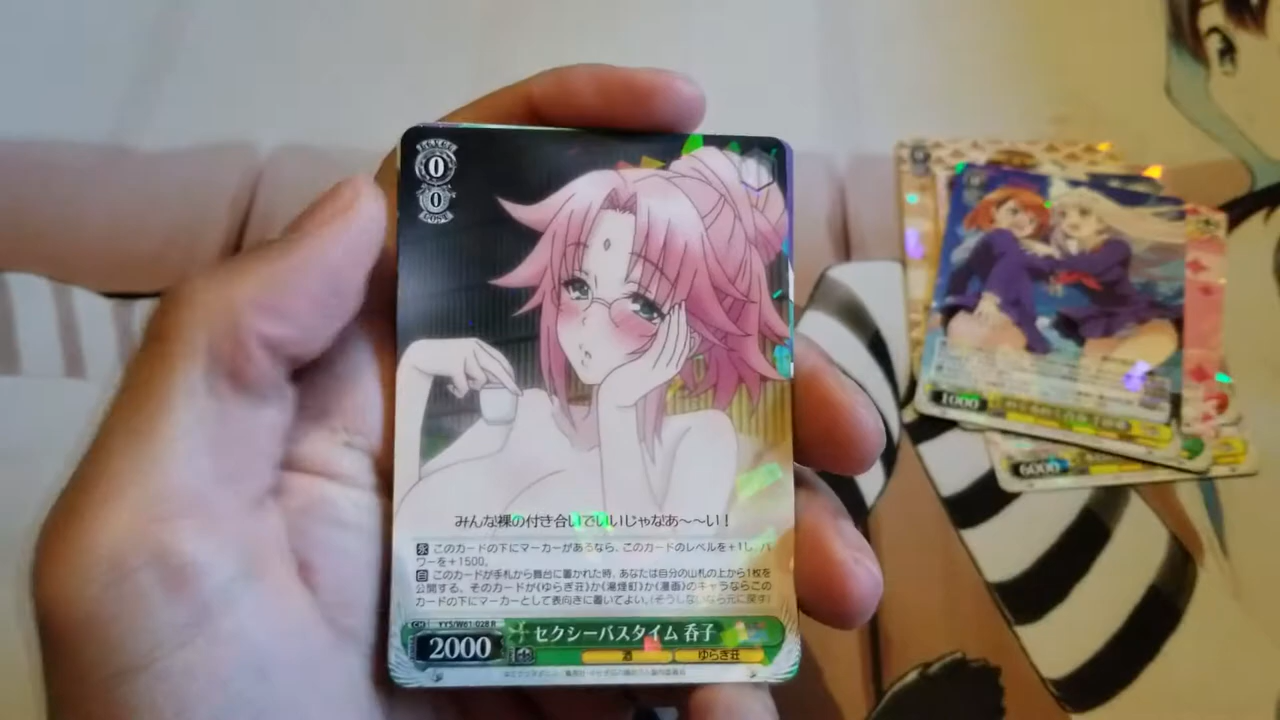 LEVEL
0
0
COST
みんな裸の付き合いでいいじゃなあ～～い！
永 このカードの下にマーカーがあるなら、このカードのレベルを＋1し、パ
ワーを＋1500。
自 このカードが手札から舞台に置かれた時、あなたは自分の山札の上から1枚を
公開する。そのカードが《ゆらぎ荘》か《湯煙町》か《漫画》のキャラならこの
カードの下にマーカーとして表向きに置いてよい。(そうしないなら元に戻す)
CH YYS/W61-028 R
2000
セクシーバスタイム 呑子
酒
ゆらぎ荘
1000
6000